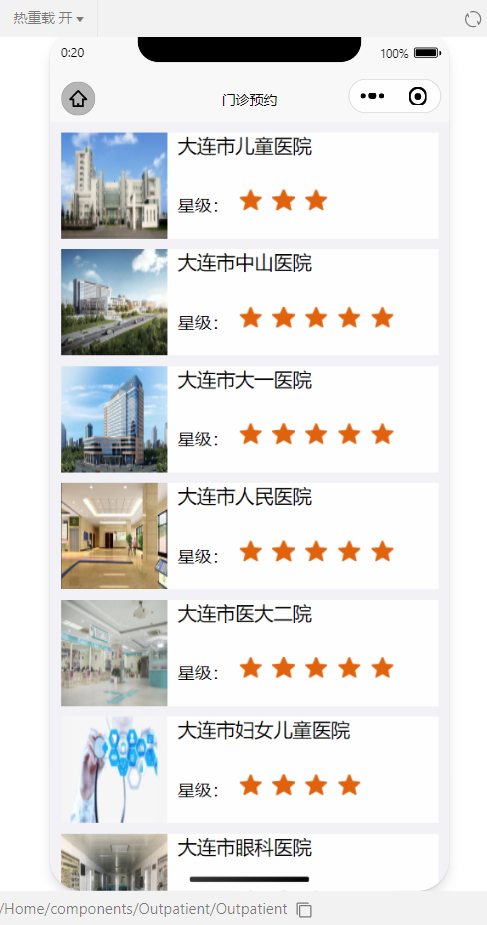 热重载 开
0:20
100%
门诊预约
大连市儿童医院
星级：
大连市中山医院
星级：
大连市大一医院
星级：
大连市人民医院
星级：
大连市医大二院
星级：
大连市妇女儿童医院
星级：
大连市眼科医院
/Home/components/Outpatient/Outpatient